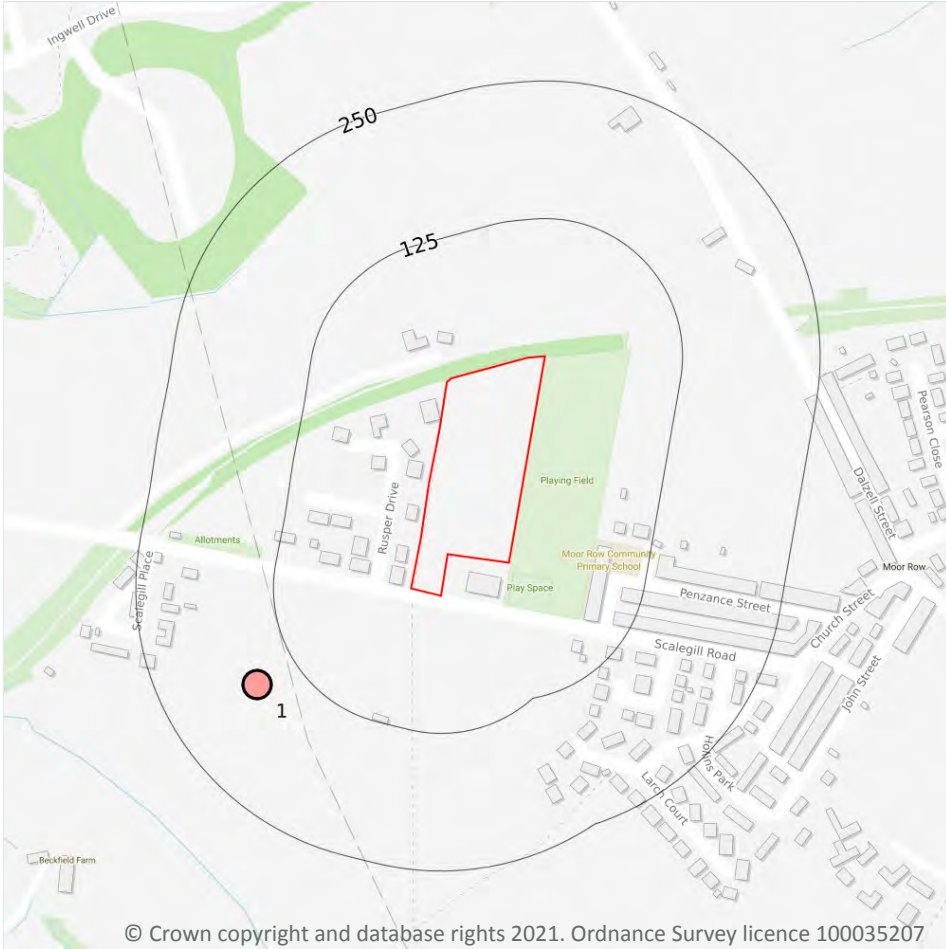 Ingwell Drive
250
125
Pearson Close
Dalzell Street
Playing Field
Rusper Drive
Allotments
Moor Row Community
Primary School
Moor Row
Scalegill Place
Play Space
Penzance Street
Church Street
Scalegill Road
John Street
1
Hollins Park
Larch Court
Beckfield Farm
© Crown copyright and database rights 2021. Ordnance Survey licence 100035207